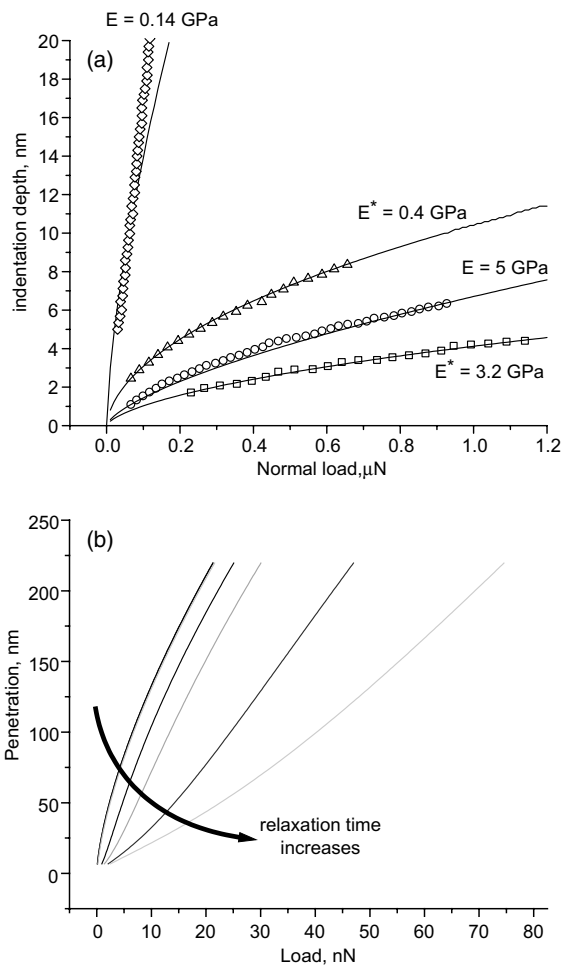 E = 0.14 GPa
(a)
20
18
16
14
12
10
8
6
4
2
0
indentation depth, nm
E* = 0.4 GPa
E = 5 GPa
E* = 3.2 GPa
0.0 0.2 0.4 0.6 0.8 1.0 1.2
Normal load,μN
(b)
250
200
150
100
50
0
Penetration, nm
relaxation time
increases
0 10 20 30 40 50 60 70 80
Load, nN